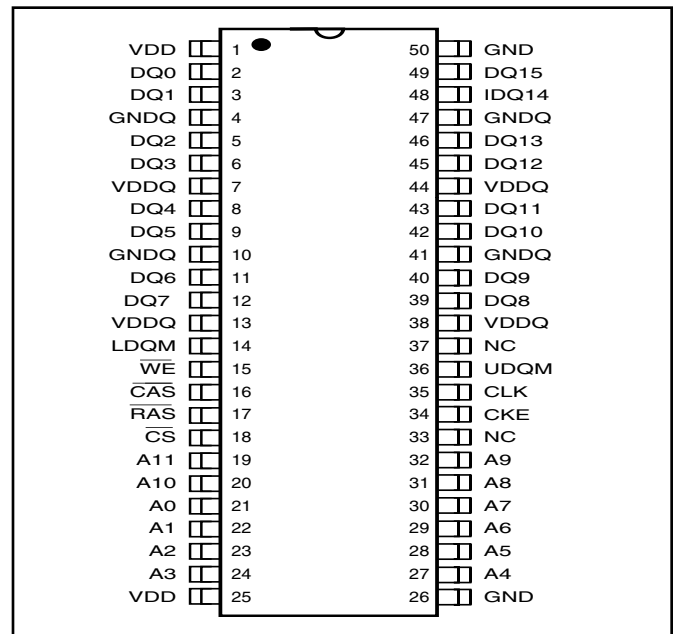 VDD 1 50 GND
DQ0 2 49 DQ15
DQ1 3 48 IDQ14
GNDQ 4 47 GNDQ
DQ2 5 46 DQ13
DQ3 6 45 DQ12
VDDQ 7 44 VDDQ
DQ4 8 43 DQ11
DQ5 9 42 DQ10
GNDQ 10 41 GNDQ
DQ6 11 40 DQ9
DQ7 12 39 DQ8
VDDQ 13 38 VDDQ
LDQM 14 37 NC
W̅E̅ 15 36 UDQM
C̅A̅S̅ 16 35 CLK
R̅A̅S̅ 17 34 CKE
C̅S̅ 18 33 NC
A11 19 32 A9
A10 20 31 A8
A0 21 30 A7
A1 22 29 A6
A2 23 28 A5
A3 24 27 A4
VDD 25 26 GND